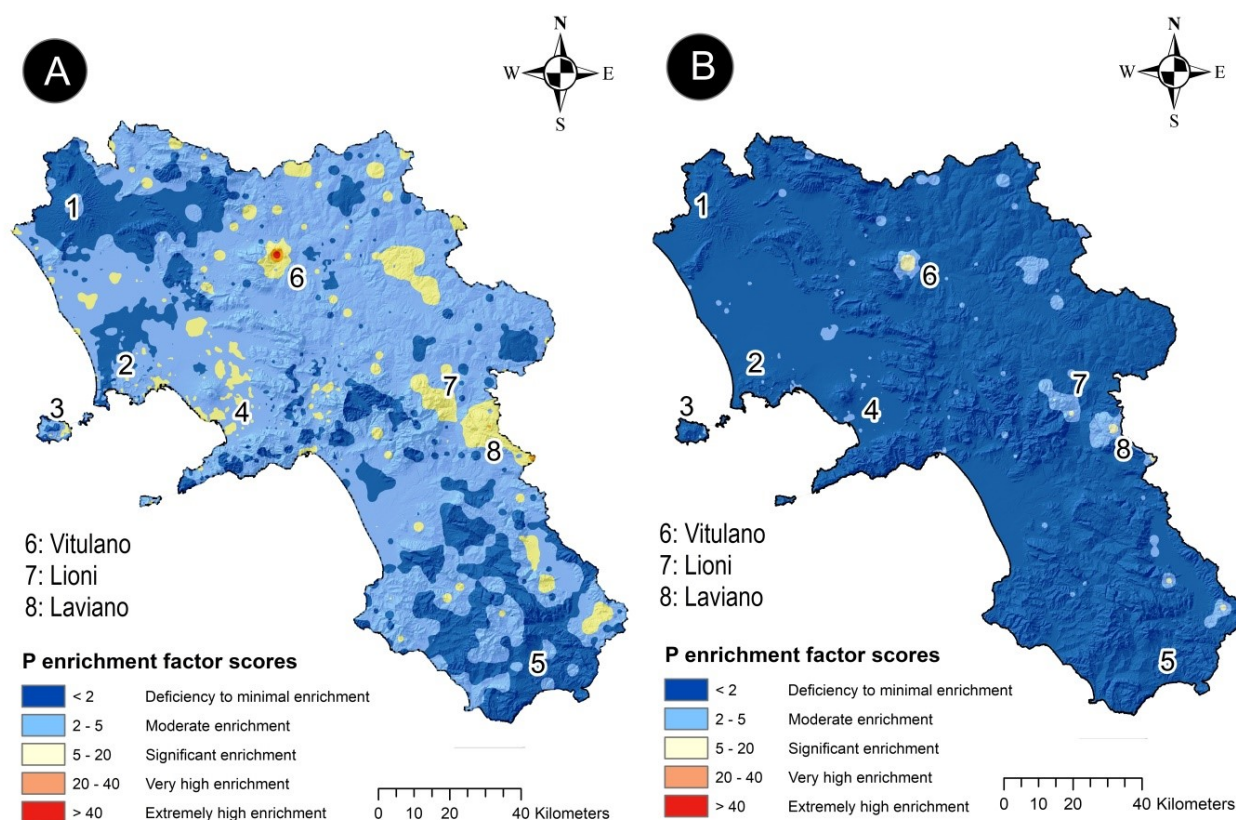 A
N
W E
S
1
2
3
4
5
6
7
8
6: Vitulano
7: Lioni
8: Laviano
P enrichment factor scores
< 2 Deficiency to minimal enrichment
2 - 5 Moderate enrichment
5 - 20 Significant enrichment
20 - 40 Very high enrichment
> 40 Extremely high enrichment
0 10 20 40 Kilometers
B
N
W E
S
1
2
3
4
5
6
7
8
6: Vitulano
7: Lioni
8: Laviano
P enrichment factor scores
< 2 Deficiency to minimal enrichment
2 - 5 Moderate enrichment
5 - 20 Significant enrichment
20 - 40 Very high enrichment
> 40 Extremely high enrichment
0 10 20 40 Kilometers